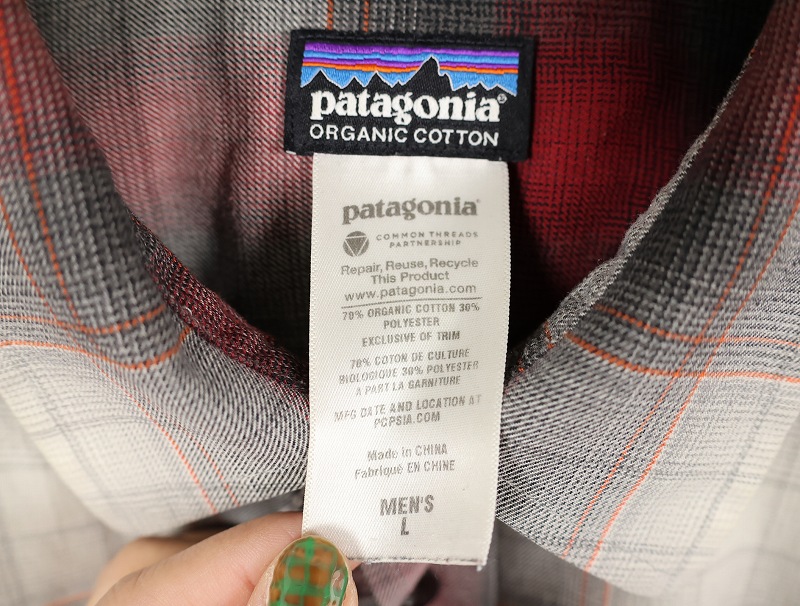 patagonia®
ORGANIC COTTON
patagonia®
COMMON THREADS
PARTNERSHIP
Repair, Reuse, Recycle
This Product
www.patagonia.com
70% ORGANIC COTTON 30%
POLYESTER
EXCLUSIVE OF TRIM
70% COTON DE CULTURE
BIOLOGIQUE 30% POLYESTER
A PART LA GARNITURE
MFG DATE AND LOCATION AT
PCPSIA.COM
Made in CHINA
Fabriqué EN CHINE
MEN'S
L